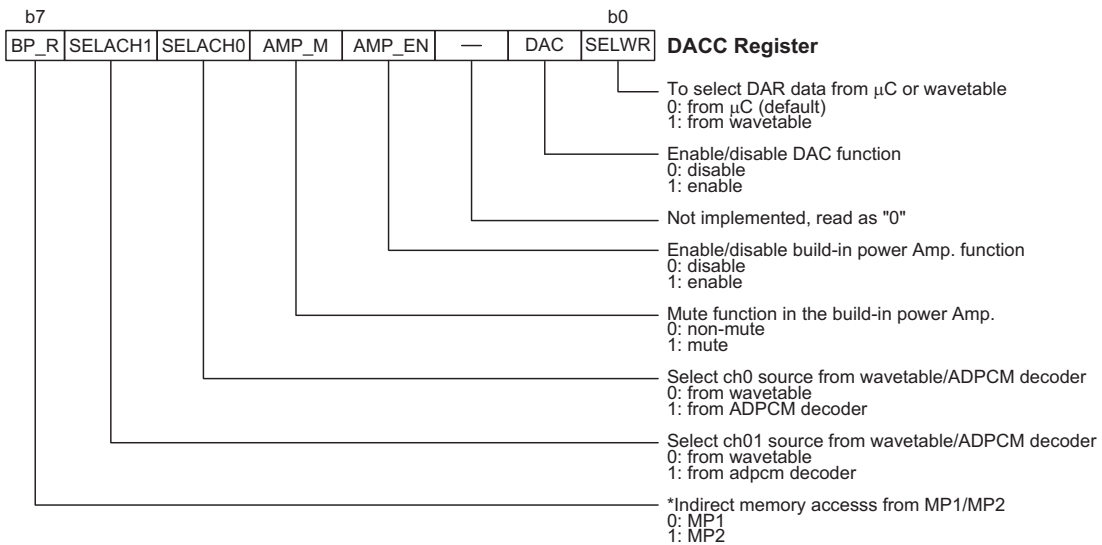 b7 b0
BP_R SELACH1 SELACH0 AMP_M AMP_EN — DAC SELWR DACC Register
To select DAR data from μC or wavetable
0: from μC (default)
1: from wavetable
Enable/disable DAC function
0: disable
1: enable
Not implemented, read as "0"
Enable/disable build-in power Amp. function
0: disable
1: enable
Mute function in the build-in power Amp.
0: non-mute
1: mute
Select ch0 source from wavetable/ADPCM decoder
0: from wavetable
1: from ADPCM decoder
Select ch01 source from wavetable/ADPCM decoder
0: from wavetable
1: from adpcm decoder
*Indirect memory accesss from MP1/MP2
0: MP1
1: MP2